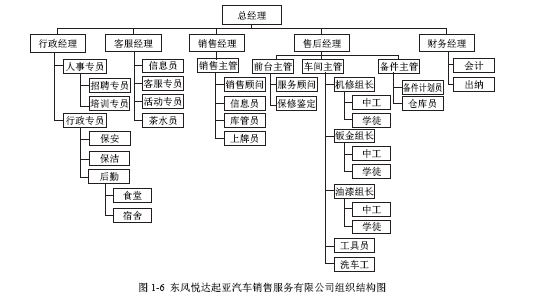 总经理
行政经理 客服经理 销售经理 售后经理 财务经理
人事专员 信息员 销售主管 前台主管 车间主管 备件主管 会计
招聘专员 客服专员 销售顾问 服务顾问 机修组长 备件计划员 出纳
培训专员 活动专员 信息员 保修鉴定 中工 仓库员
行政专员 茶水员 库管员 学徒
保安 上牌员 钣金组长
保洁 中工
后勤 学徒
食堂 油漆组长
宿舍 中工
学徒
工具员
洗车工
图 1-6 东风悦达起亚汽车销售服务有限公司组织结构图